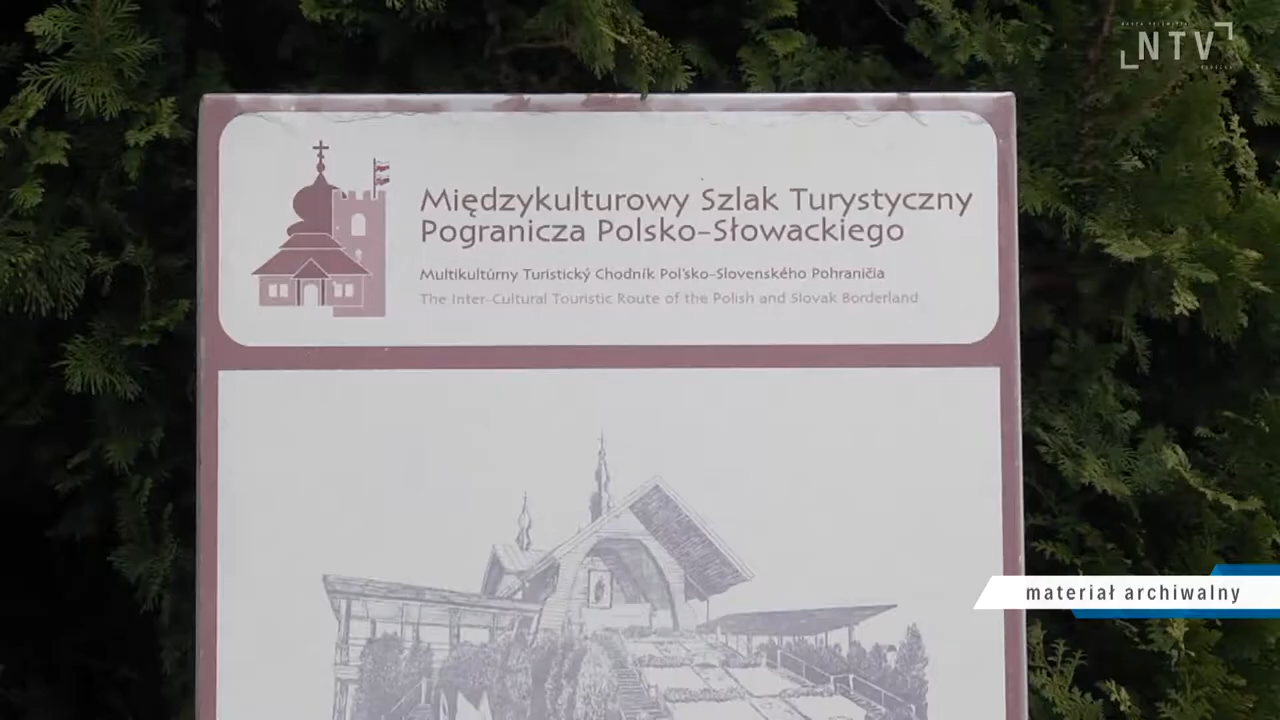 NTV
Międzykulturowy Szlak Turystyczny
Pogranicza Polsko-Słowackiego
Multikultúrny Turistický Chodník Poľsko-Slovenského Pohraničia
The Inter-Cultural Touristic Route of the Polish and Slovak Borderland
materiał archiwalny